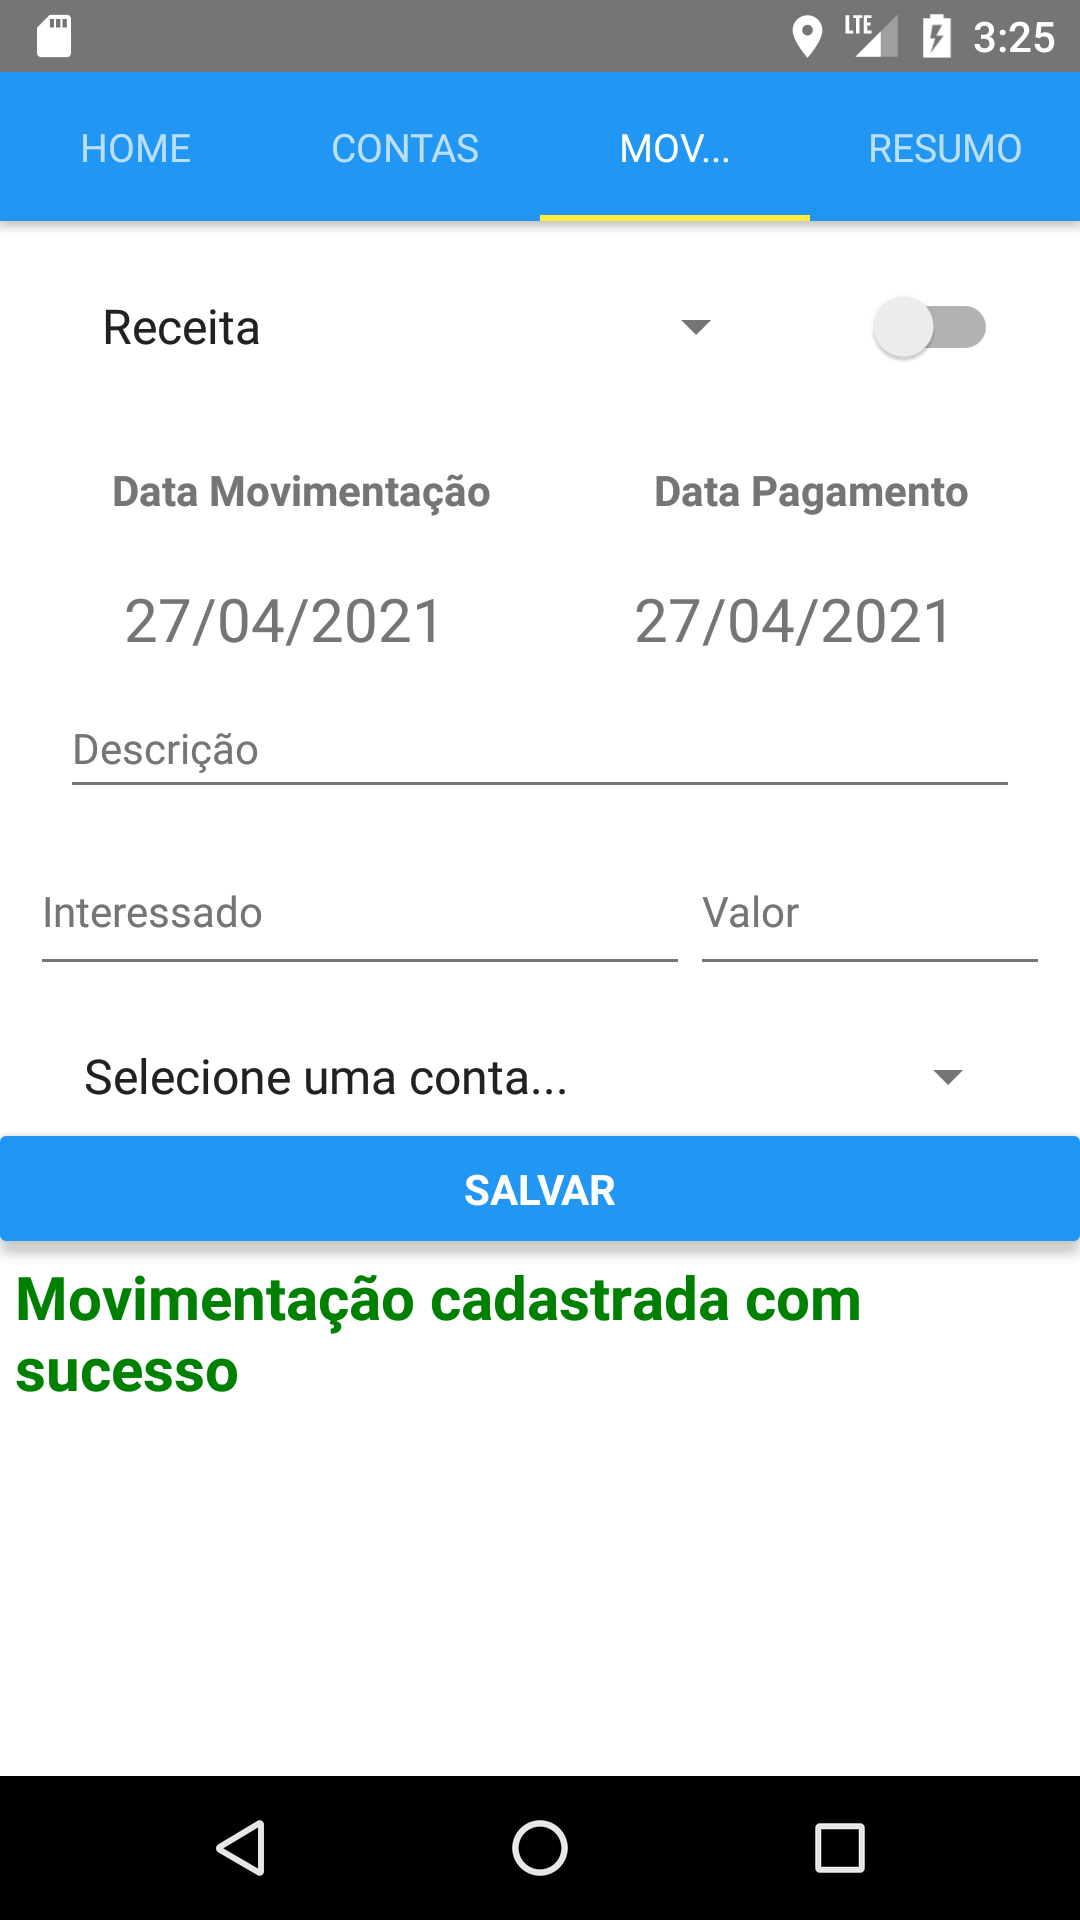 LTE 3:25
HOME CONTAS MOV... RESUMO
Receita
Data Movimentação Data Pagamento
27/04/2021 27/04/2021
Descrição
Interessado Valor
Selecione uma conta...
SALVAR
Movimentação cadastrada com
sucesso